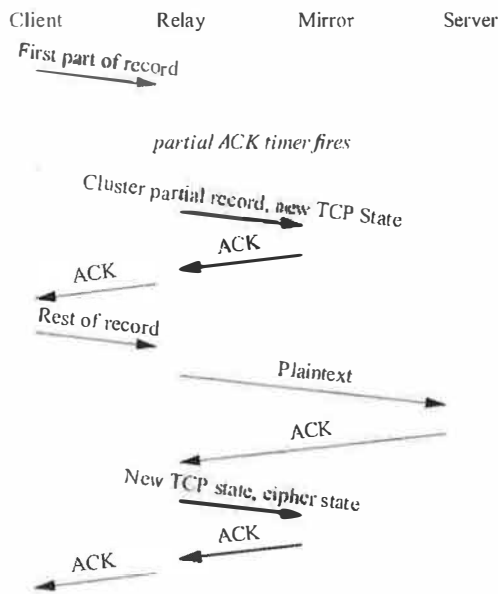 Client Relay Mirror Server
First part of record
partial ACK timer fires
Cluster partial record, new TCP State
ACK
ACK
Rest of record
Plaintext
ACK
New TCP state, cipher state
ACK
ACK